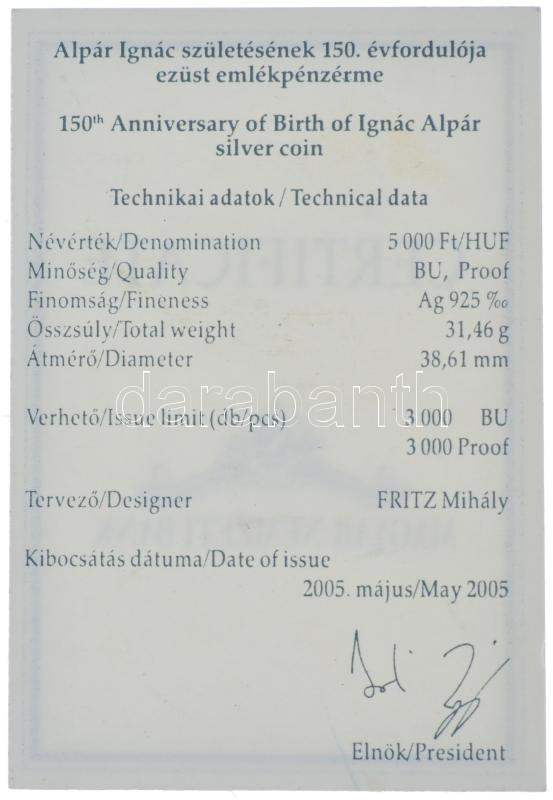 Alpár Ignác születésének 150. évfordulója
ezüst emlékpénzérme
150th Anniversary of Birth of Ignác Alpár
silver coin
Technikai adatok / Technical data
Névérték/Denomination 5 000 Ft/HUF
Minőség/Quality BU, Proof
Finomság/Fineness Ag 925 ‰
Összsúly/Total weight 31,46 g
Átmérő/Diameter 38,61 mm
darabanth
Verhető/Issue limit (db/pcs) 3 000 BU
3 000 Proof
Tervező/Designer FRITZ Mihály
Kibocsátás dátuma/Date of issue
2005. május/May 2005
Elnök/President